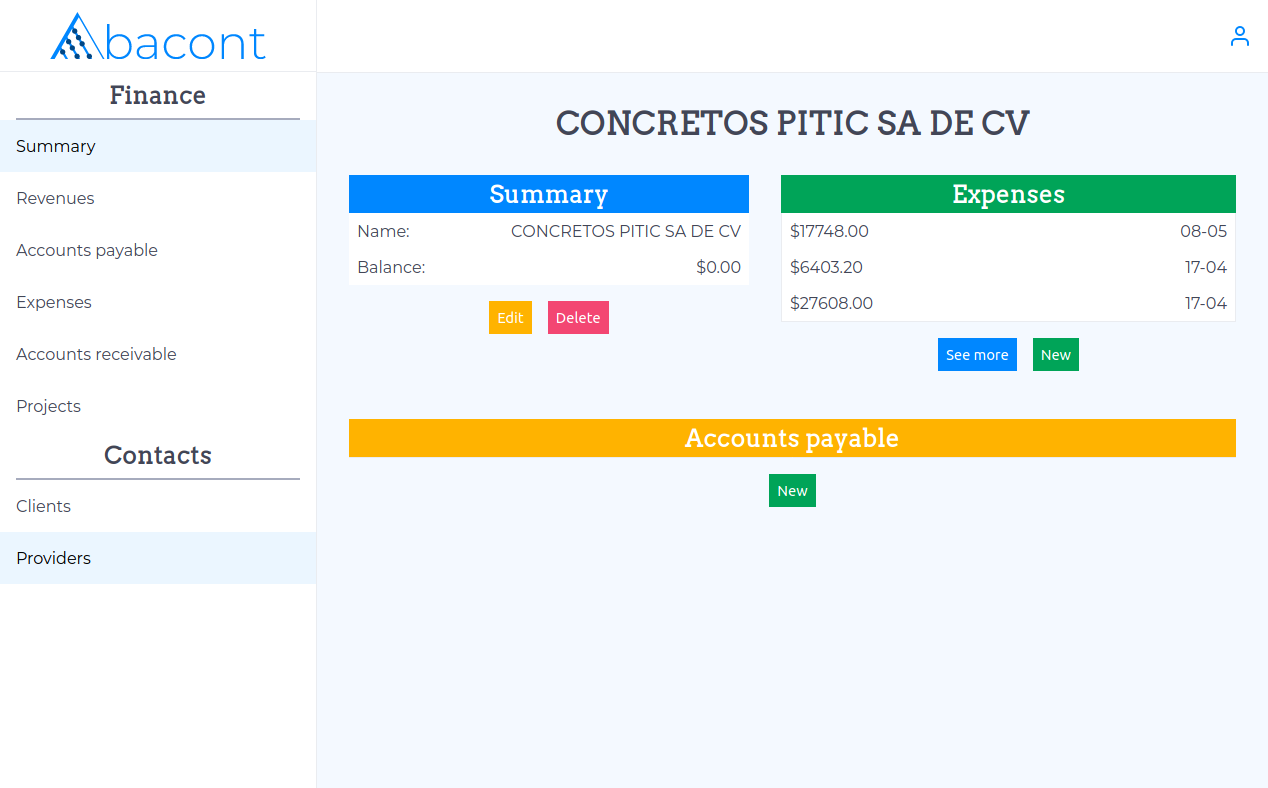 Abacont
Finance
Summary
Revenues
Accounts payable
Expenses
Accounts receivable
Projects
Contacts
Clients
Providers
CONCRETOS PITIC SA DE CV
Summary
Name: CONCRETOS PITIC SA DE CV
Balance: $0.00
Edit Delete
Expenses
$17748.00 08-05
$6403.20 17-04
$27608.00 17-04
See more New
Accounts payable
New